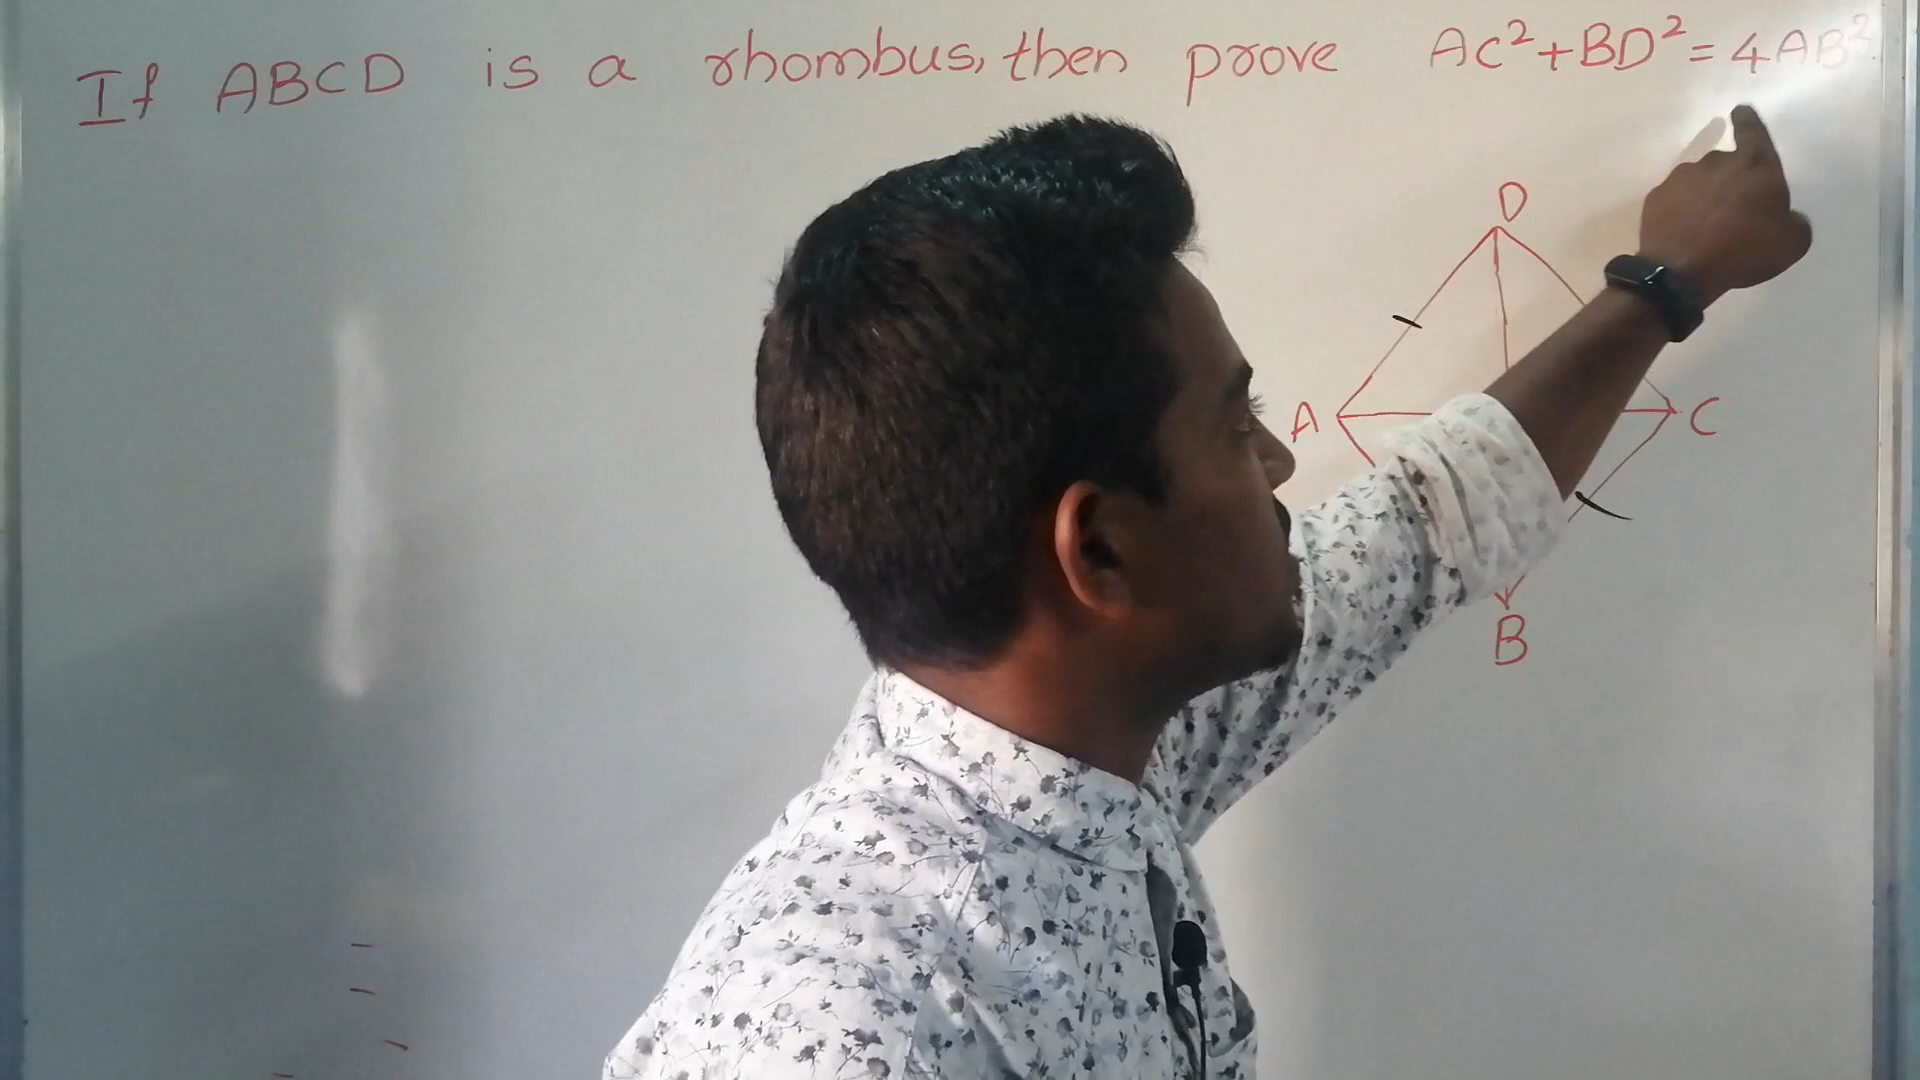 If ABCD is a rhombus, then prove AC²+BD²=4AB².
D
A
C
B